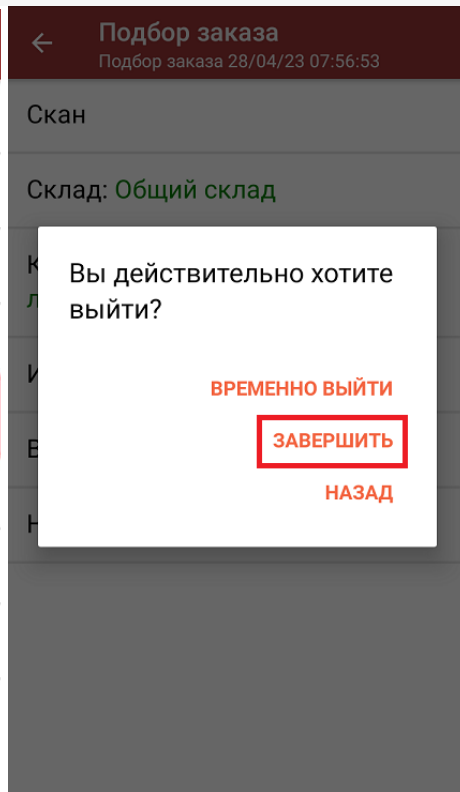 Подбор заказа
Подбор заказа 28/04/23 07:56:53
Скан
Склад: Общий склад
Вы действительно хотите
выйти?
ВРЕМЕННО ВЫЙТИ
ЗАВЕРШИТЬ
НАЗАД